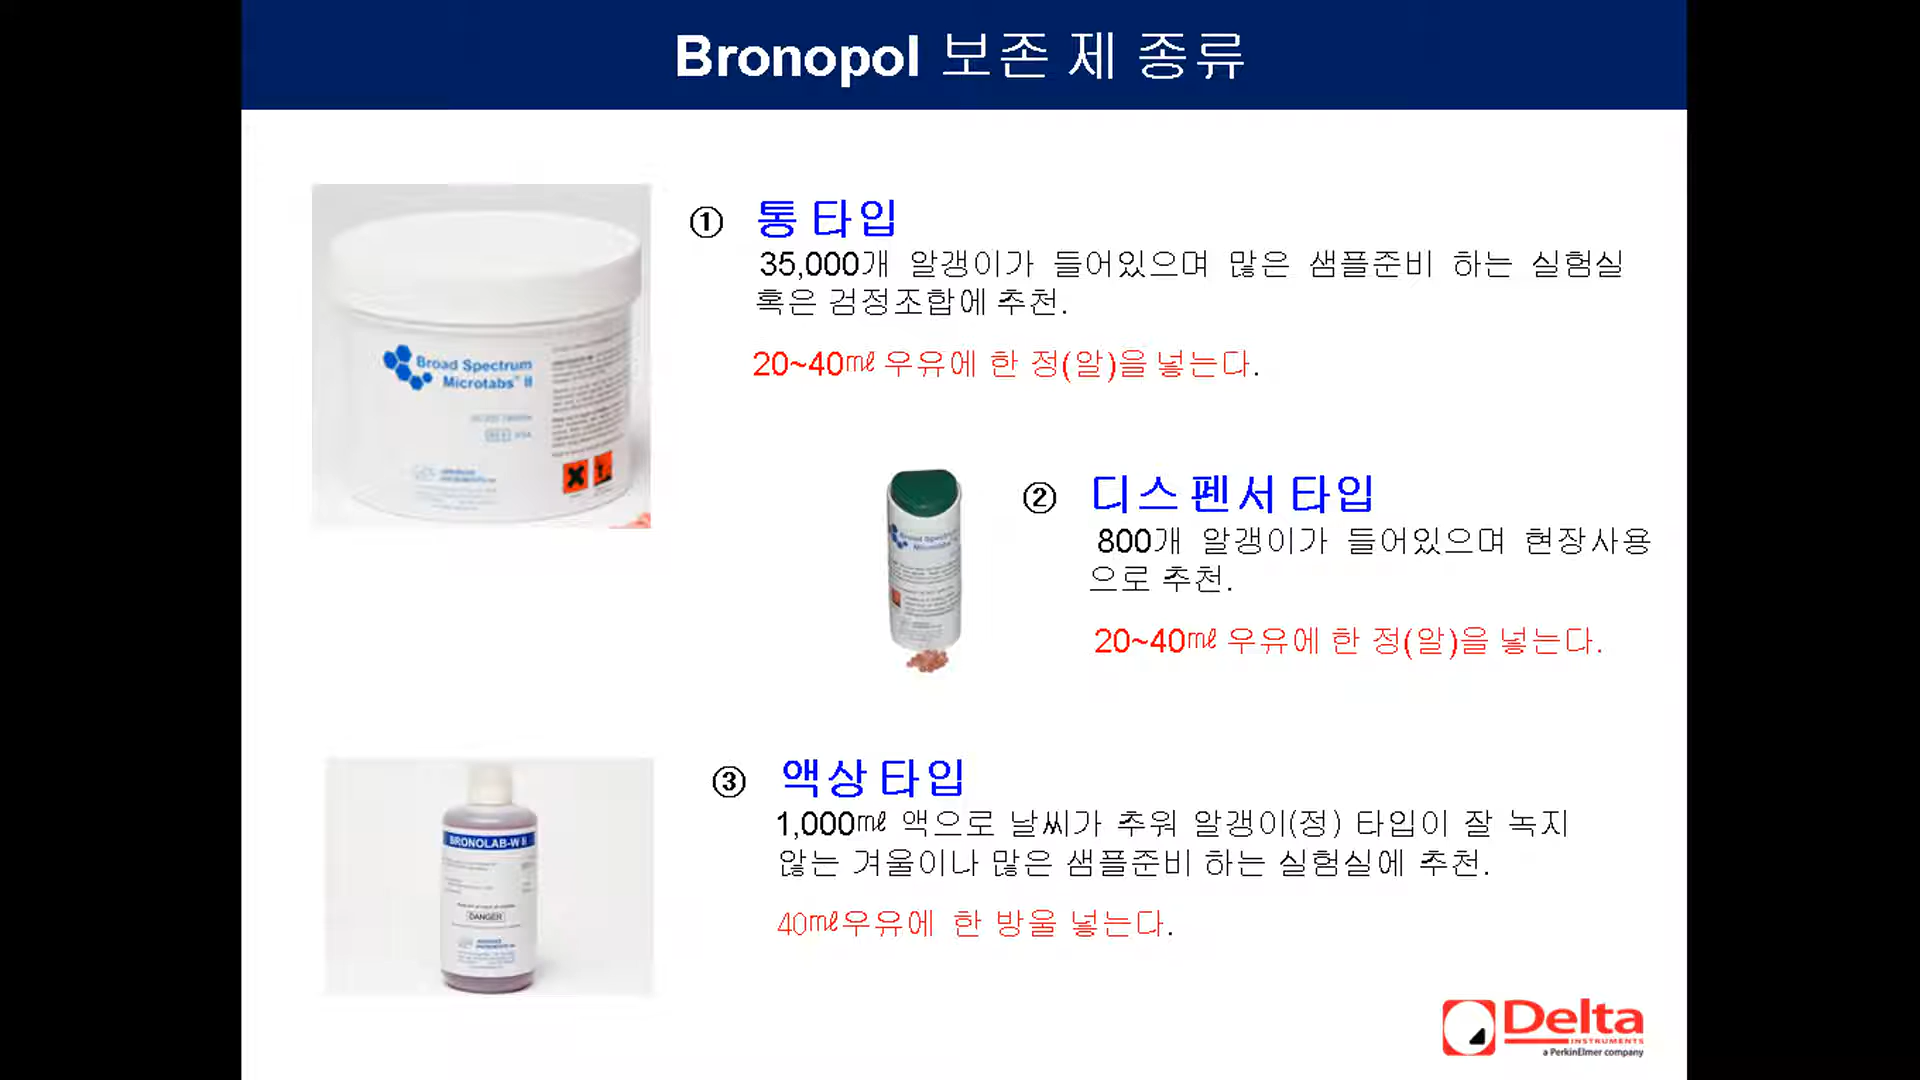 Bronopol 보존제 종류
① 통 타입
35,000개 알갱이가 들어있으며 많은 샘플준비 하는 실험실
혹은 검정조합에 추천.
20~40㎖ 우유에 한 정(알)을 넣는다.
Broad Spectrum
Microtabs™ II
② 디스펜서 타입
800개 알갱이가 들어있으며 현장사용
으로 추천.
20~40㎖ 우유에 한 정(알)을 넣는다.
Broad Spectrum
Microtabs
③ 액상 타입
1,000㎖ 액으로 날씨가 추워 알갱이(정) 타입이 잘 녹지
않는 겨울이나 많은 샘플준비 하는 실험실에 추천.
40㎖우유에 한 방울 넣는다.
BRONOLAB-W II
DANGER
Delta
INSTRUMENTS
a PerkinElmer company